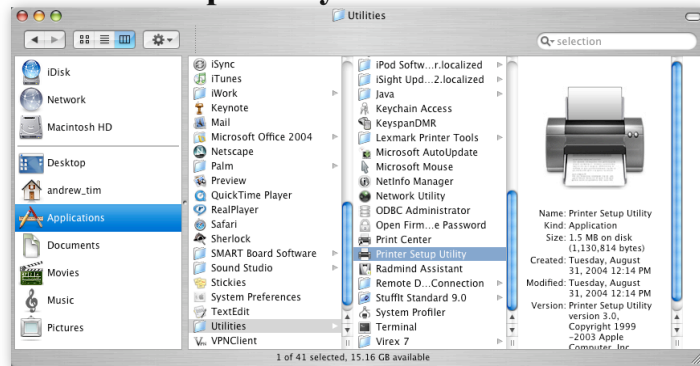 Utilities
selection
iDisk
Network
Macintosh HD
Desktop
andrew_tim
Applications
Documents
Movies
Music
Pictures
iSync
iTunes
iWork
Keynote
Mail
Microsoft Office 2004
Netscape
Palm
Preview
QuickTime Player
RealPlayer
Safari
Sherlock
SMART Board Software
Sound Studio
Stickies
System Preferences
TextEdit
Utilities
VPNClient
iPod Softw...r.localized
iSight Upd...2.localized
Java
Keychain Access
KeyspanDMR
Lexmark Printer Tools
Microsoft AutoUpdate
Microsoft Mouse
NetInfo Manager
Network Utility
ODBC Administrator
Open Firm...e Password
Print Center
Printer Setup Utility
Radmind Assistant
Remote D...Connection
StuffIt Standard 9.0
System Profiler
Terminal
Virex 7
Name: Printer Setup Utility
Kind: Application
Size: 1.5 MB on disk
(1,130,814 bytes)
Created: Tuesday, August
31, 2004 12:14 PM
Modified: Tuesday, August
31, 2004 12:14 PM
Version: Printer Setup Utility
version 3.0,
Copyright 1999
-2003 Apple
Computer, Inc.
1 of 41 selected, 15.16 GB available